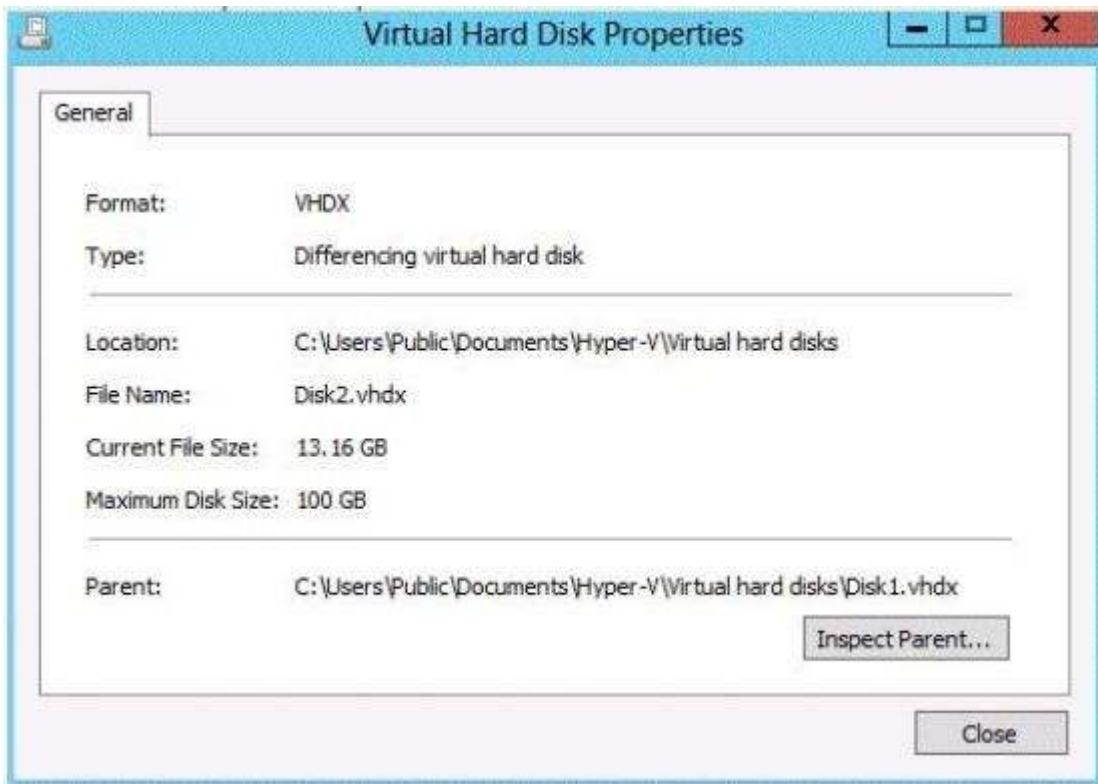 Virtual Hard Disk Properties
General
Format: VHDX
Type: Differencing virtual hard disk
Location: C:\Users\Public\Documents\Hyper-V\Virtual hard disks
File Name: Disk2.vhdx
Current File Size: 13.16 GB
Maximum Disk Size: 100 GB
Parent: C:\Users\Public\Documents\Hyper-V\Virtual hard disks\Disk1.vhdx
Inspect Parent...
Close